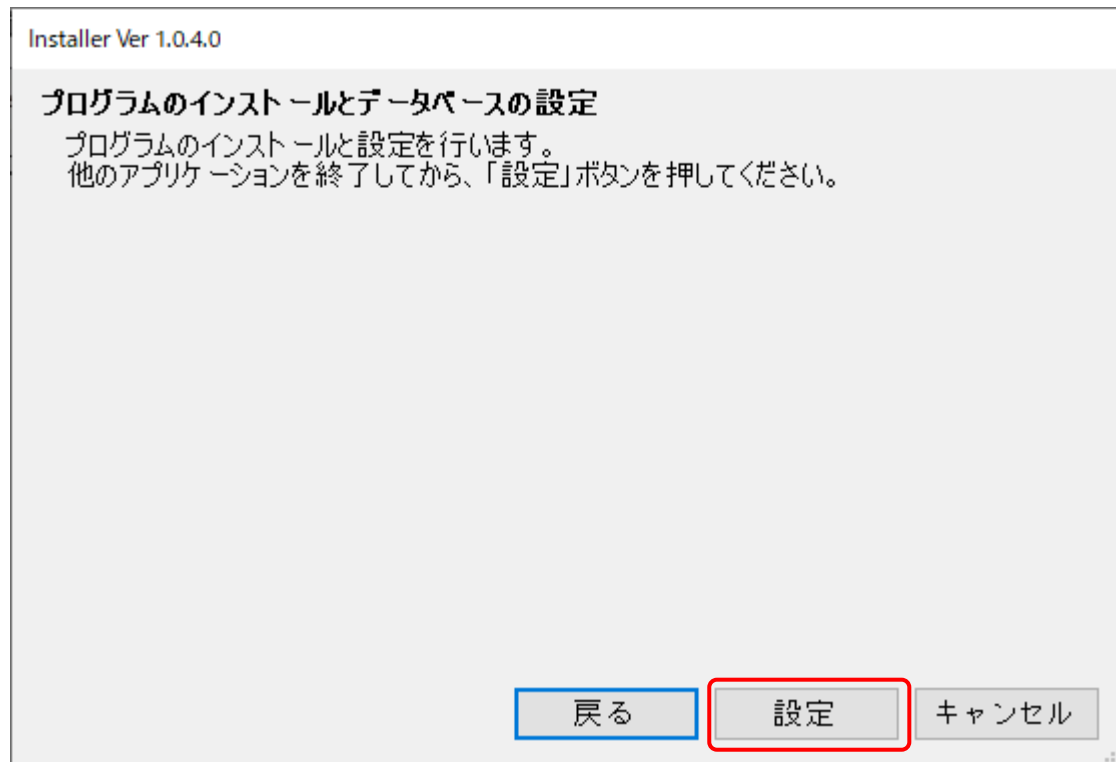 Installer Ver 1.0.4.0
プログラムのインストールとデータベースの設定
プログラムのインストールと設定を行います。
他のアプリケーションを終了してから、「設定」ボタンを押してください。
戻る
設定
キャンセル